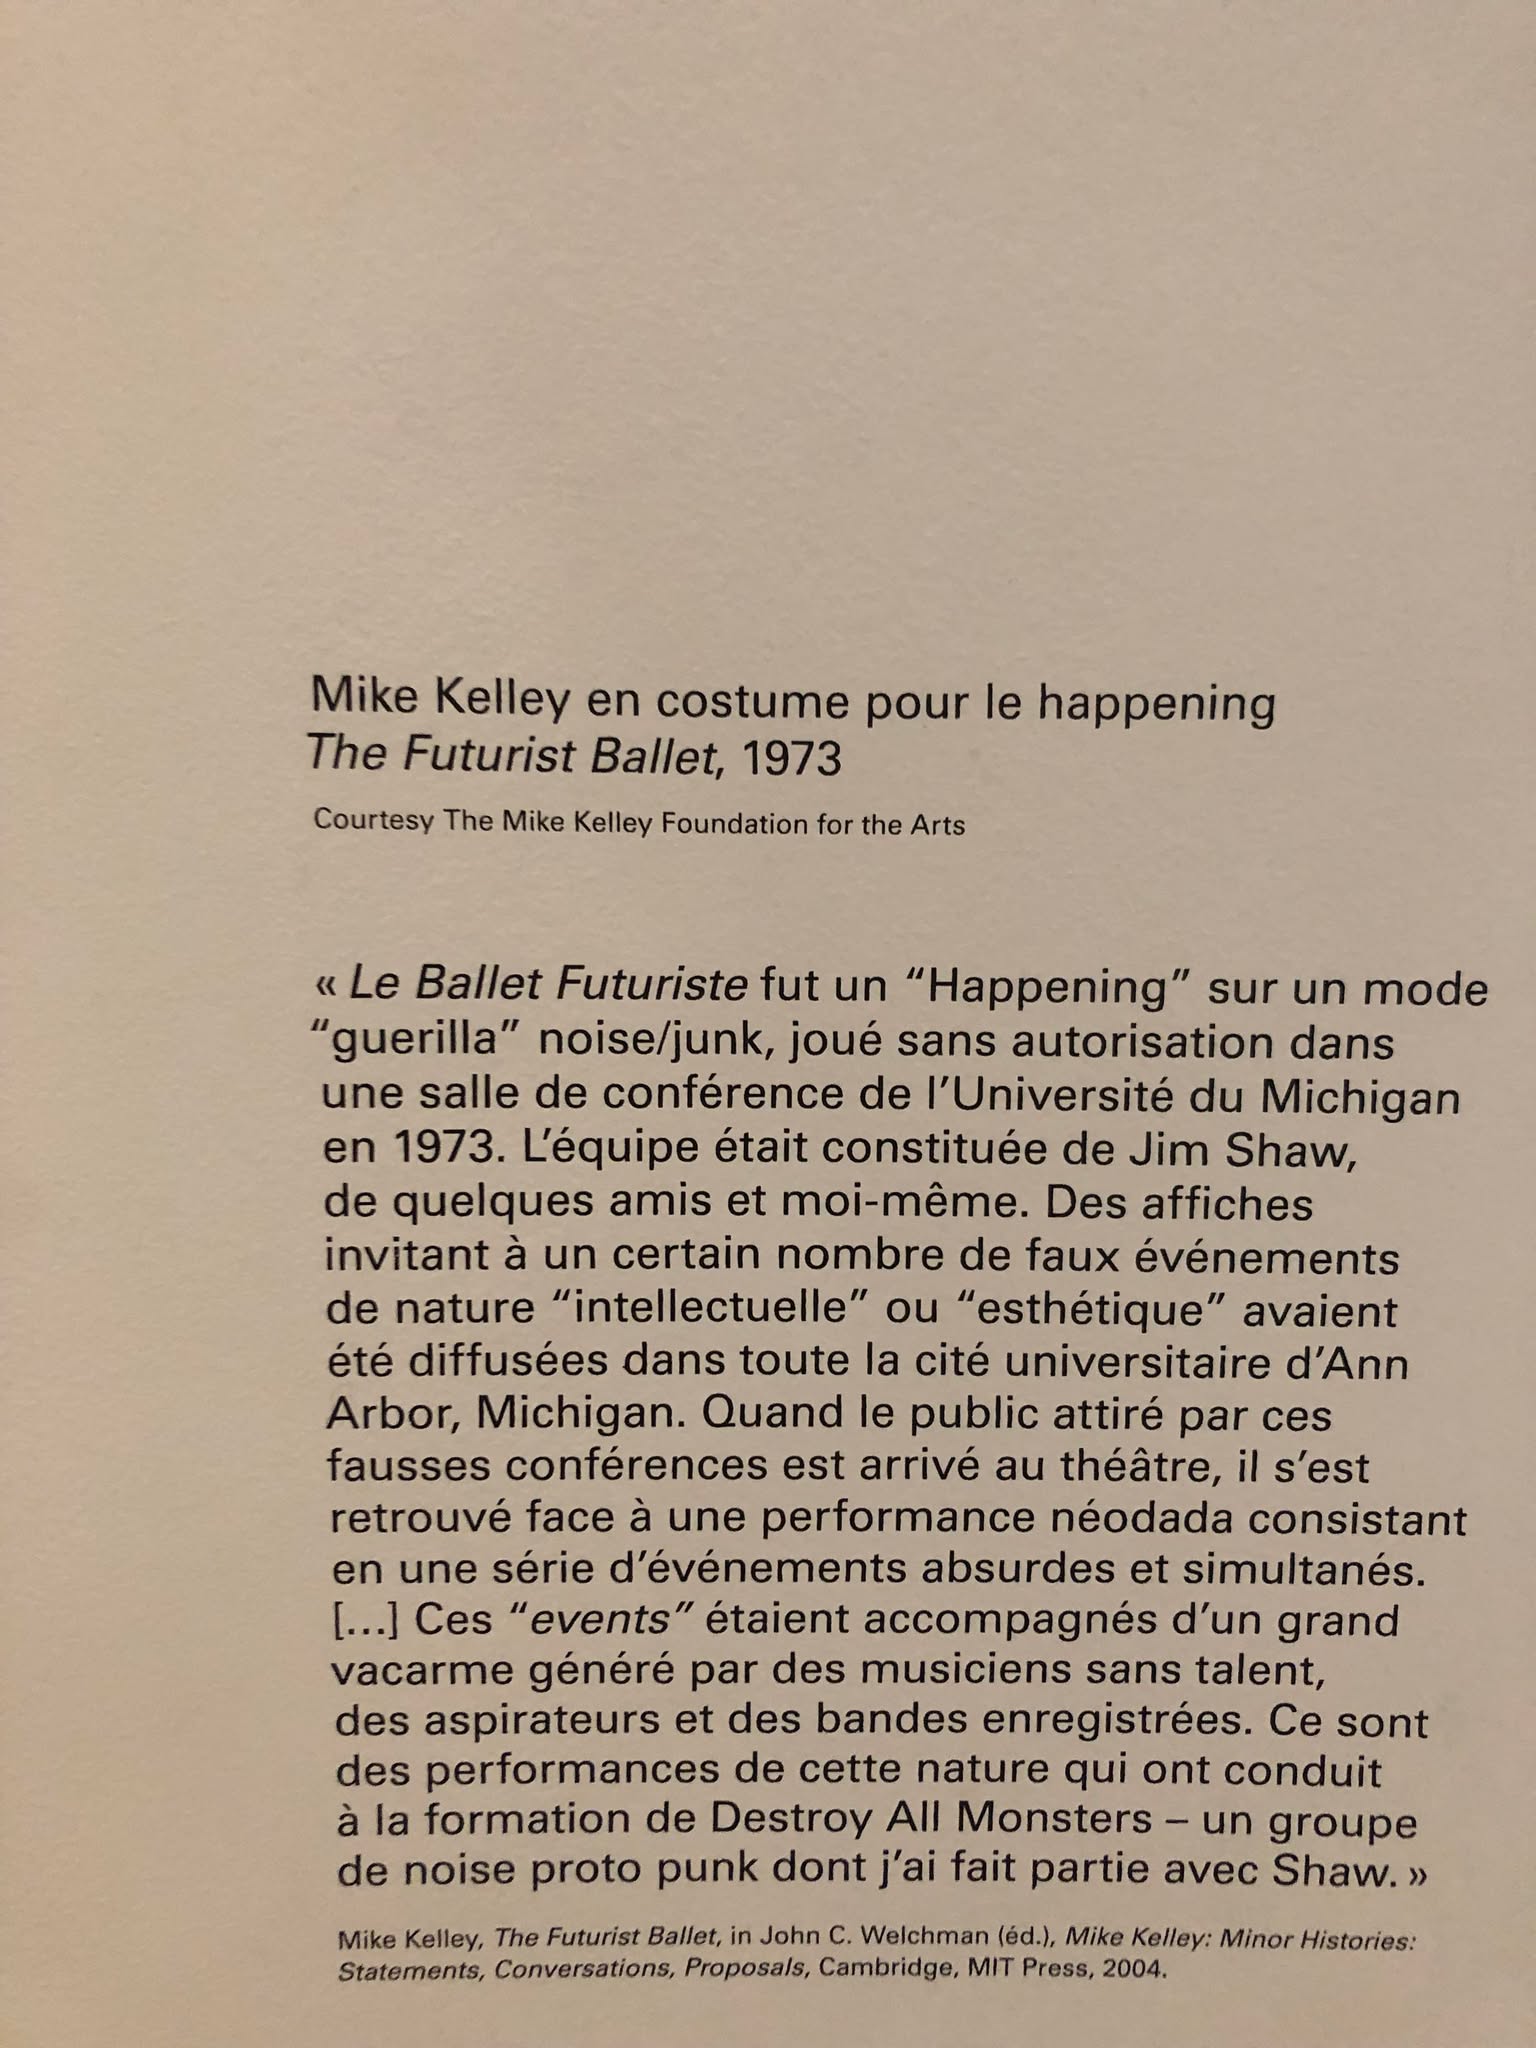 Mike Kelley en costume pour le happening
The Futurist Ballet, 1973
Courtesy The Mike Kelley Foundation for the Arts
« Le Ballet Futuriste fut un “Happening” sur un mode
“guerilla” noise/junk, joué sans autorisation dans
une salle de conférence de l’Université du Michigan
en 1973. L’équipe était constituée de Jim Shaw,
de quelques amis et moi-même. Des affiches
invitant à un certain nombre de faux événements
de nature “intellectuelle” ou “esthétique” avaient
été diffusées dans toute la cité universitaire d’Ann
Arbor, Michigan. Quand le public attiré par ces
fausses conférences est arrivé au théâtre, il s’est
retrouvé face à une performance néodada consistant
en une série d’événements absurdes et simultanés.
[...] Ces “events” étaient accompagnés d’un grand
vacarme généré par des musiciens sans talent,
des aspirateurs et des bandes enregistrées. Ce sont
des performances de cette nature qui ont conduit
à la formation de Destroy All Monsters – un groupe
de noise proto punk dont j’ai fait partie avec Shaw. »
Mike Kelley, The Futurist Ballet, in John C. Welchman (éd.), Mike Kelley: Minor Histories:
Statements, Conversations, Proposals, Cambridge, MIT Press, 2004.